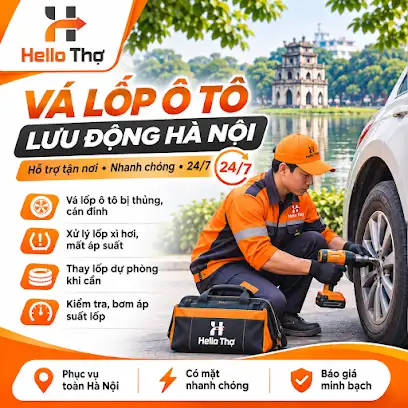 Hello Thợ
VÁ LỐP Ô TÔ
LƯU ĐỘNG HÀ NỘI
Hỗ trợ tận nơi • Nhanh chóng • 24/7
24/7
Vá lốp ô tô bị thủng,
cán đinh
Xử lý lốp xì hơi,
mất áp suất
Thay lốp dự phòng
khi cần
Kiểm tra, bơm áp
suất lốp
Hello Thợ
Hello Thợ
Hello Thợ
Phục vụ
toàn Hà Nội
Có mặt
nhanh chóng
Báo giá
minh bạch